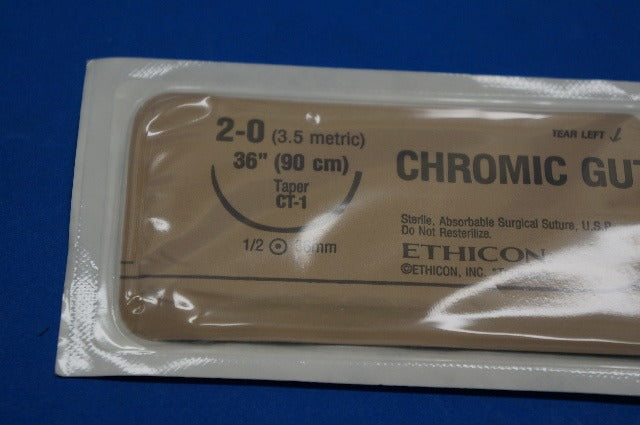 2-0 (3.5 metric)
36" (90 cm)
Taper
CT-1
1/2
TEAR LEFT
CHROMIC GUT
Sterile, Absorbable Surgical Suture, U.S.P.
Do Not Resterilize.
ETHICON
©ETHICON, INC.